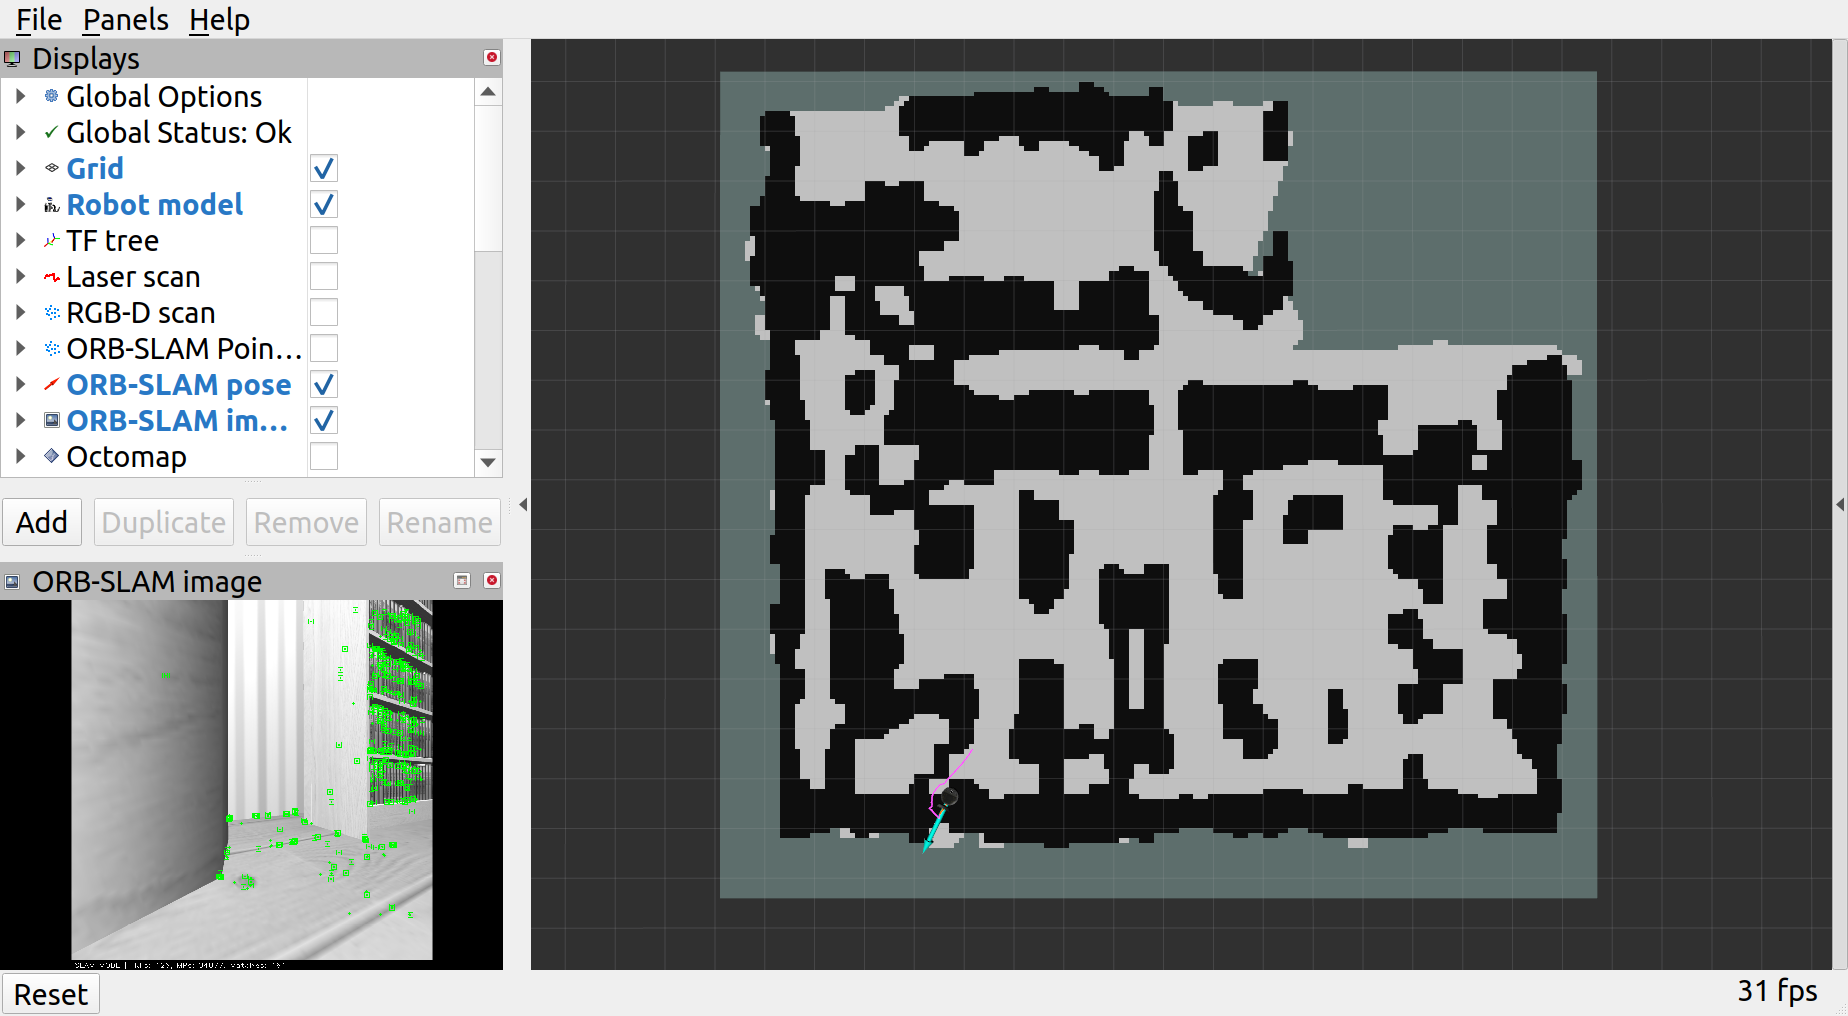 File Panels Help
Displays
Global Options
Global Status: Ok
Grid
Robot model
TF tree
Laser scan
RGB-D scan
ORB-SLAM Poin...
ORB-SLAM pose
ORB-SLAM im...
Octomap
Add Duplicate Remove Rename
ORB-SLAM image
SLAM MODE |
Reset
31 fps